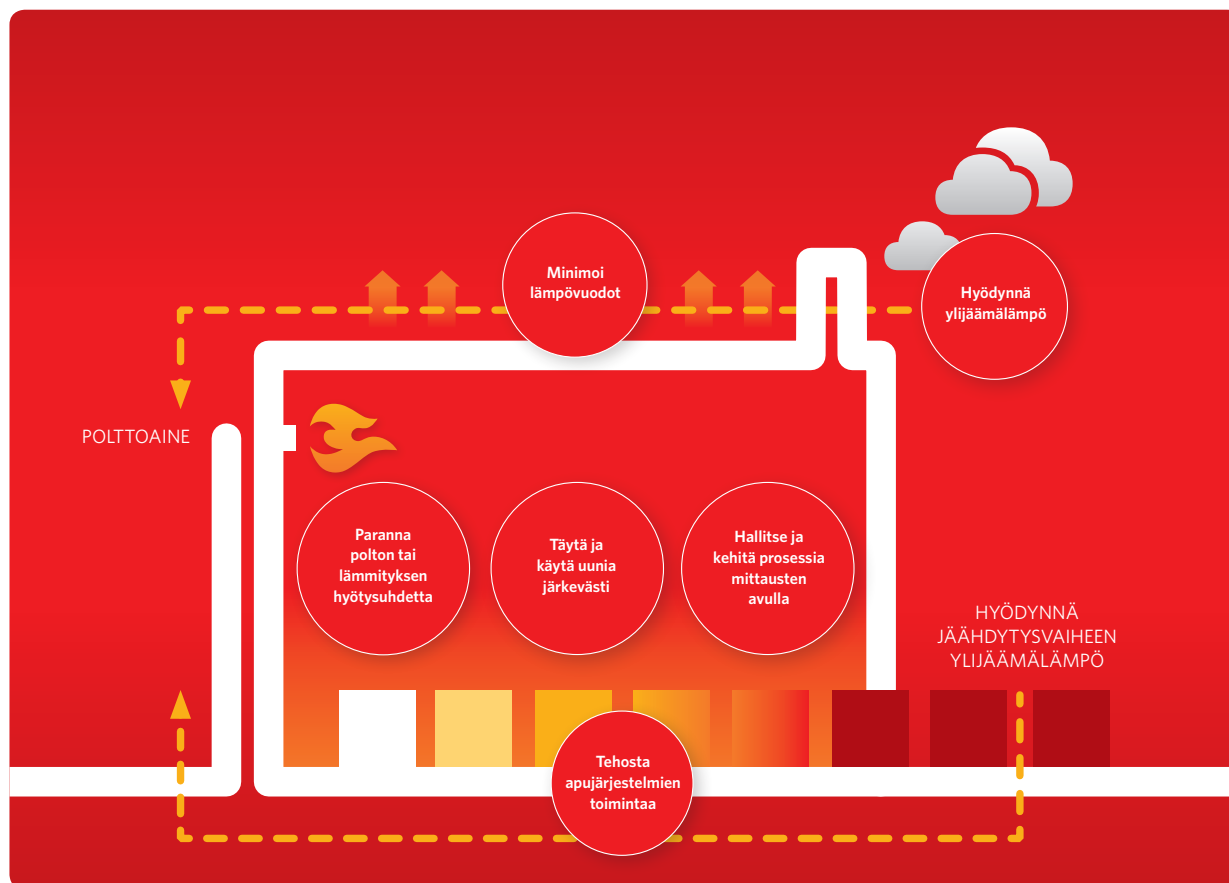 Minimoi
lämpövuodot
Hyödynnä
ylijäämälämpö
POLTTOAINE
Paranna
polton tai
lämmityksen
hyötysuhdetta
Täytä ja
käytä uunia
järkevästi
Hallitse ja
kehitä prosessia
mittausten
avulla
HYÖDYNNÄ
JÄÄHDYTYSVAIHEEN
YLIJÄÄMÄLÄMPÖ
Tehosta
apujärjestelmien
toimintaa